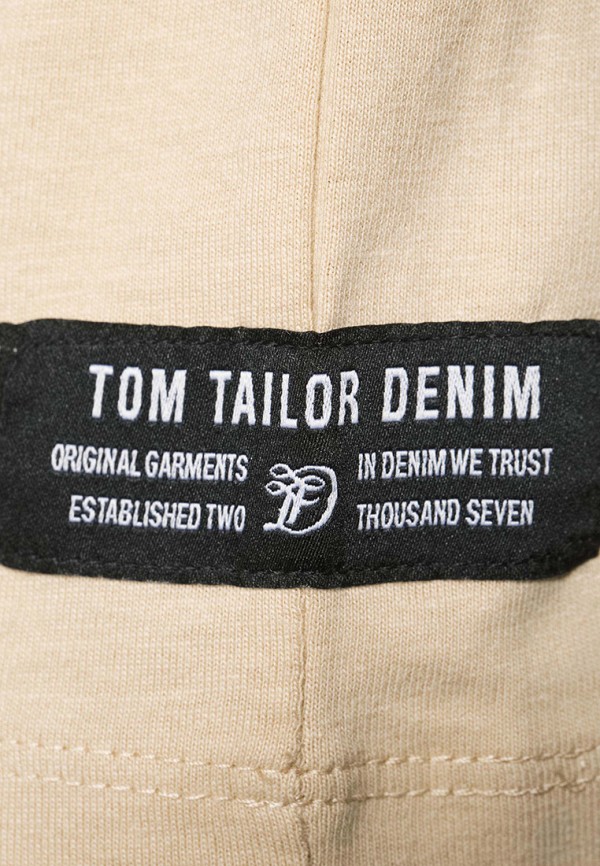 TOM TAILOR DENIM
ORIGINAL GARMENTS IN DENIM WE TRUST
ESTABLISHED TWO THOUSAND SEVEN